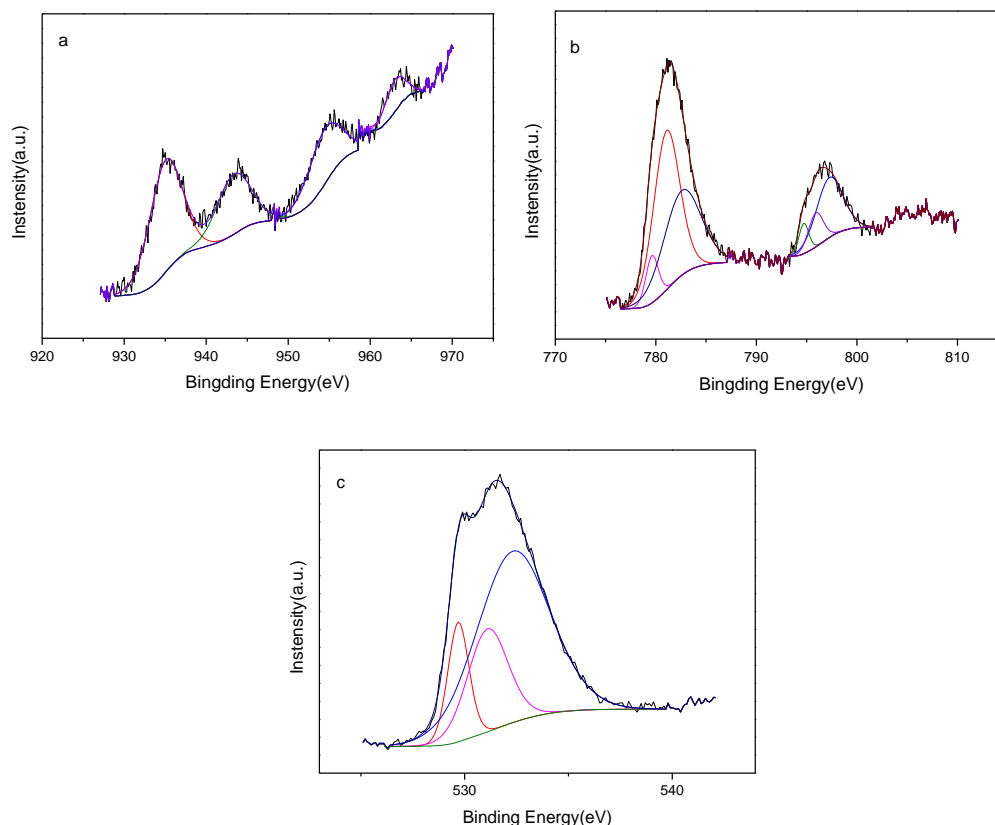 a
Instensity(a.u.)
920 930 940 950 960 970
Bingding Energy(eV)
b
Instensity(a.u.)
770 780 790 800 810
Bingding Energy(eV)
c
Instensity(a.u.)
530 540
Binding Energy(eV)